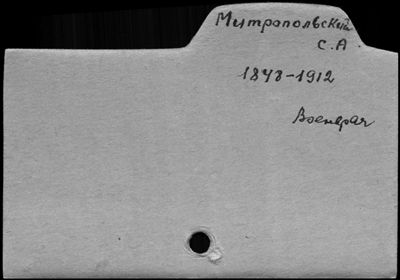 Митропольский
С.А
1878-1912
Военврач